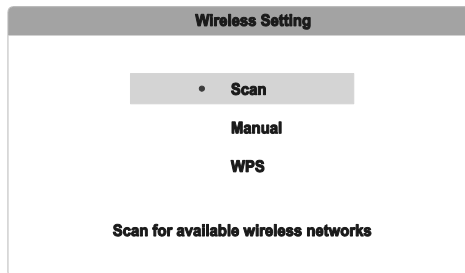 Wireless Setting
• Scan
Manual
WPS
Scan for available wireless networks